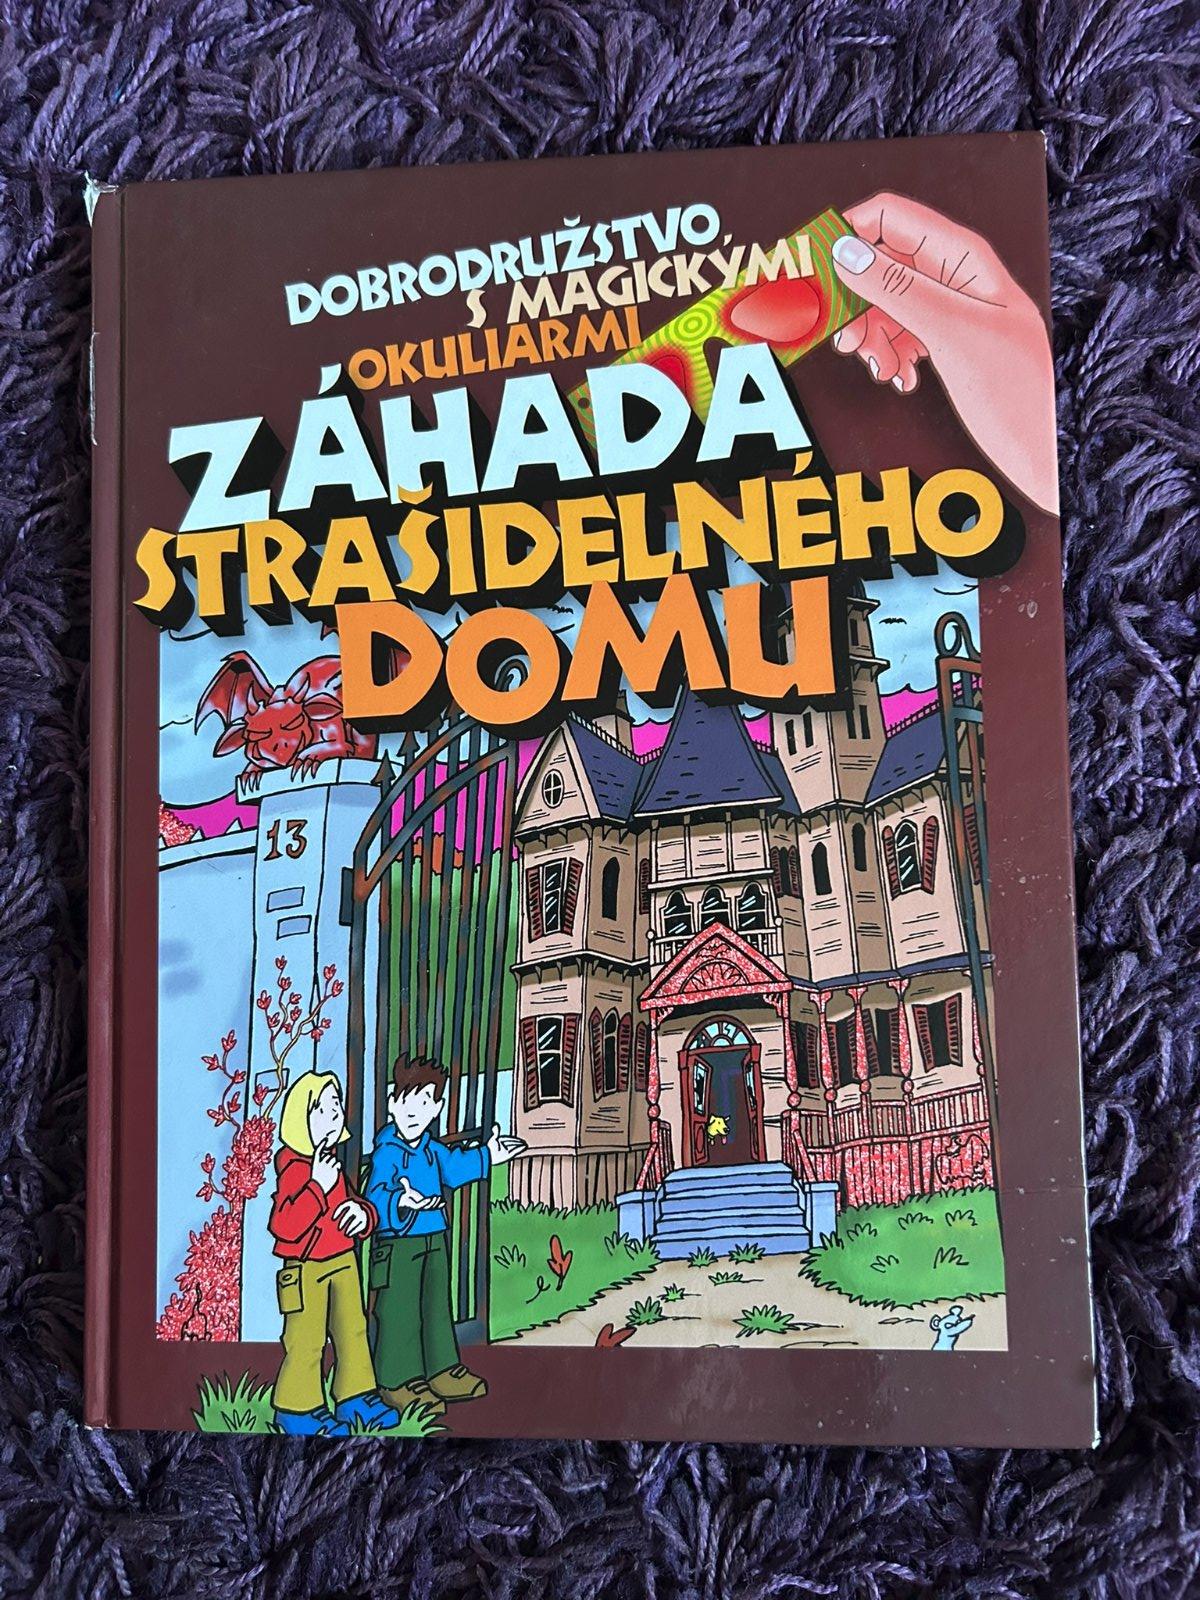 DOBRODRUŽSTVO
S MAGICKÝMI
OKULIARMI
ZÁHADA
STRAŠIDELNÉHO
DOMU
13